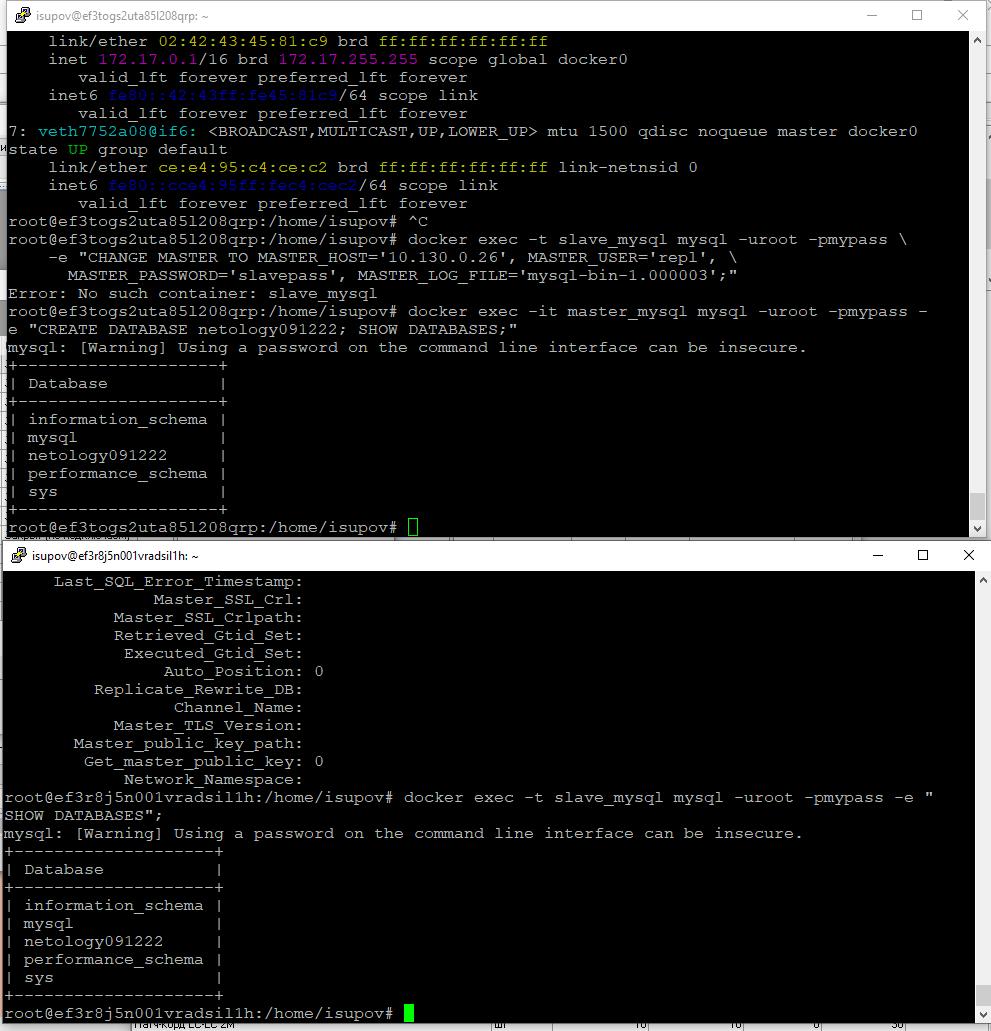 isupov@ef3togs2uta85l208qrp: ~
link/ether 02:42:43:45:81:c9 brd ff:ff:ff:ff:ff:ff
inet 172.17.0.1/16 brd 172.17.255.255 scope global docker0
valid_lft forever preferred_lft forever
inet6 fe80::42:43ff:fe45:81c9/64 scope link
valid_lft forever preferred_lft forever
7: veth7752a08@if6: <BROADCAST,MULTICAST,UP,LOWER_UP> mtu 1500 qdisc noqueue master docker0
state UP group default
link/ether ce:e4:95:c4:ce:c2 brd ff:ff:ff:ff:ff:ff link-netnsid 0
inet6 fe80::cce4:95ff:fec4:cec2/64 scope link
valid_lft forever preferred_lft forever
root@ef3togs2uta85l208qrp:/home/isupov# ^C
root@ef3togs2uta85l208qrp:/home/isupov# docker exec -t slave_mysql mysql -uroot -pmypass \
-e "CHANGE MASTER TO MASTER_HOST='10.130.0.26', MASTER_USER='repl', \
MASTER_PASSWORD='slavepass', MASTER_LOG_FILE='mysql-bin-1.000003';"
Error: No such container: slave_mysql
root@ef3togs2uta85l208qrp:/home/isupov# docker exec -it master_mysql mysql -uroot -pmypass -
e "CREATE DATABASE netology091222; SHOW DATABASES;"
mysql: [Warning] Using a password on the command line interface can be insecure.
+--------------------+
| Database           |
+--------------------+
| information_schema |
| mysql              |
| netology091222     |
| performance_schema |
| sys                |
+--------------------+
root@ef3togs2uta85l208qrp:/home/isupov#
isupov@ef3r8j5n001vradsil1h: ~
Last_SQL_Error_Timestamp:
Master_SSL_Crl:
Master_SSL_Crlpath:
Retrieved_Gtid_Set:
Executed_Gtid_Set:
Auto_Position: 0
Replicate_Rewrite_DB:
Channel_Name:
Master_TLS_Version:
Master_public_key_path:
Get_master_public_key: 0
Network_Namespace:
root@ef3r8j5n001vradsil1h:/home/isupov# docker exec -t slave_mysql mysql -uroot -pmypass -e "
SHOW DATABASES";
mysql: [Warning] Using a password on the command line interface can be insecure.
+--------------------+
| Database           |
+--------------------+
| information_schema |
| mysql              |
| netology091222     |
| performance_schema |
| sys                |
+--------------------+
root@ef3r8j5n001vradsil1h:/home/isupov#